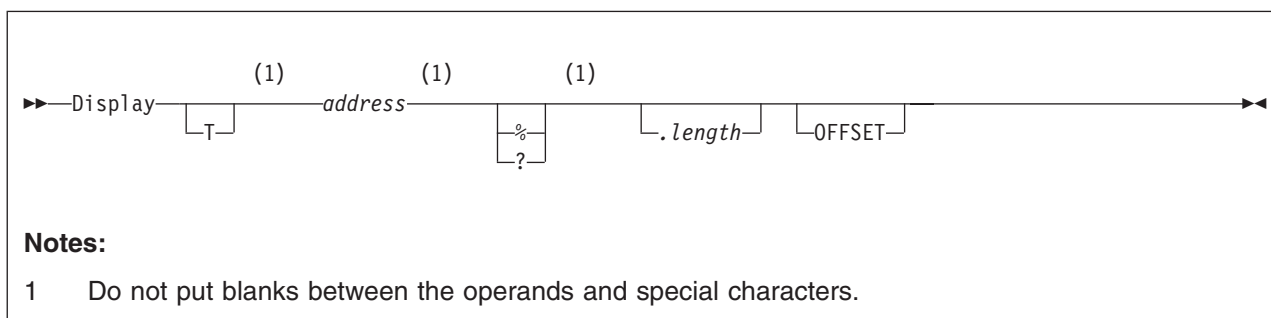 (1) (1) (1)
▶▶—Display— —address— — .length OFFSET ▶◀
T % 
?
Notes:
1 Do not put blanks between the operands and special characters.